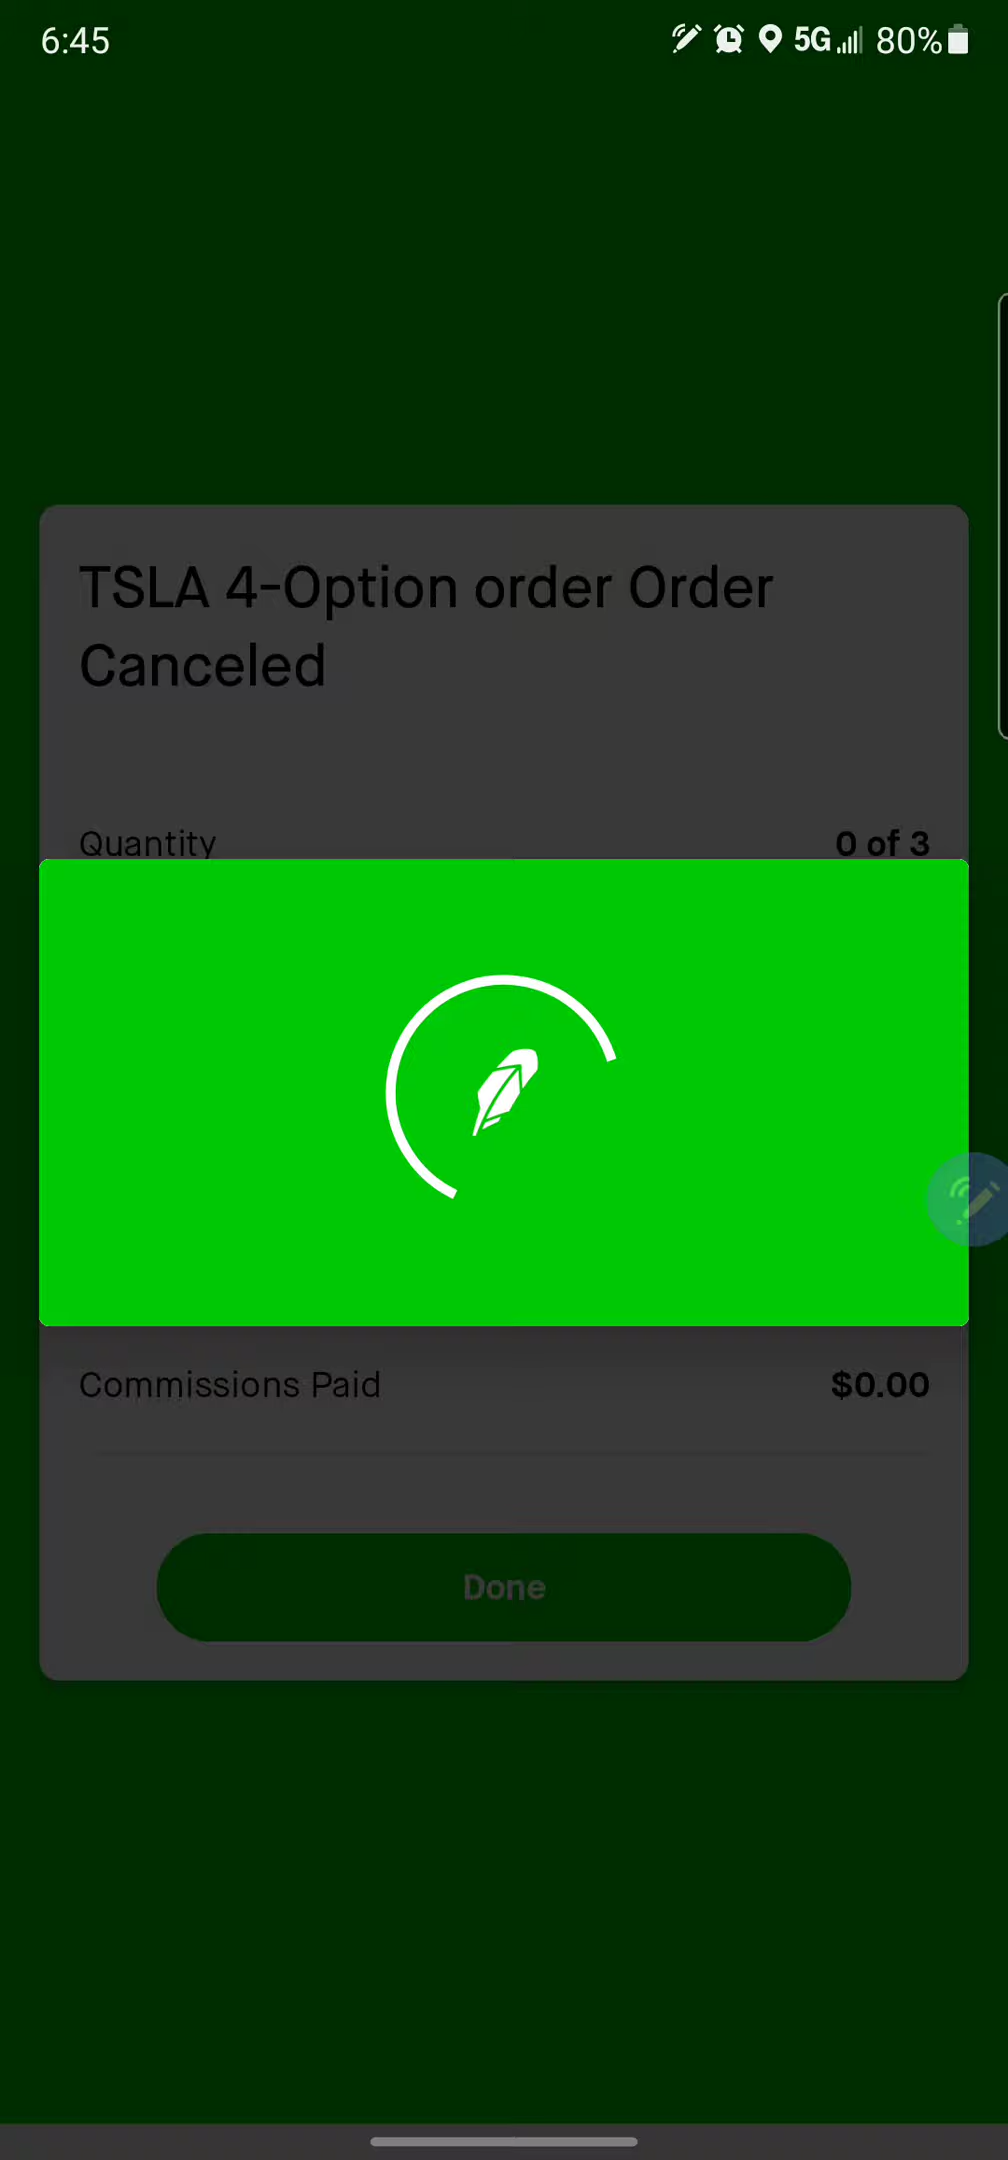 6:45
5G 80%
TSLA 4-Option order Order
Canceled
Quantity 0 of 3
Commissions Paid $0.00
Done